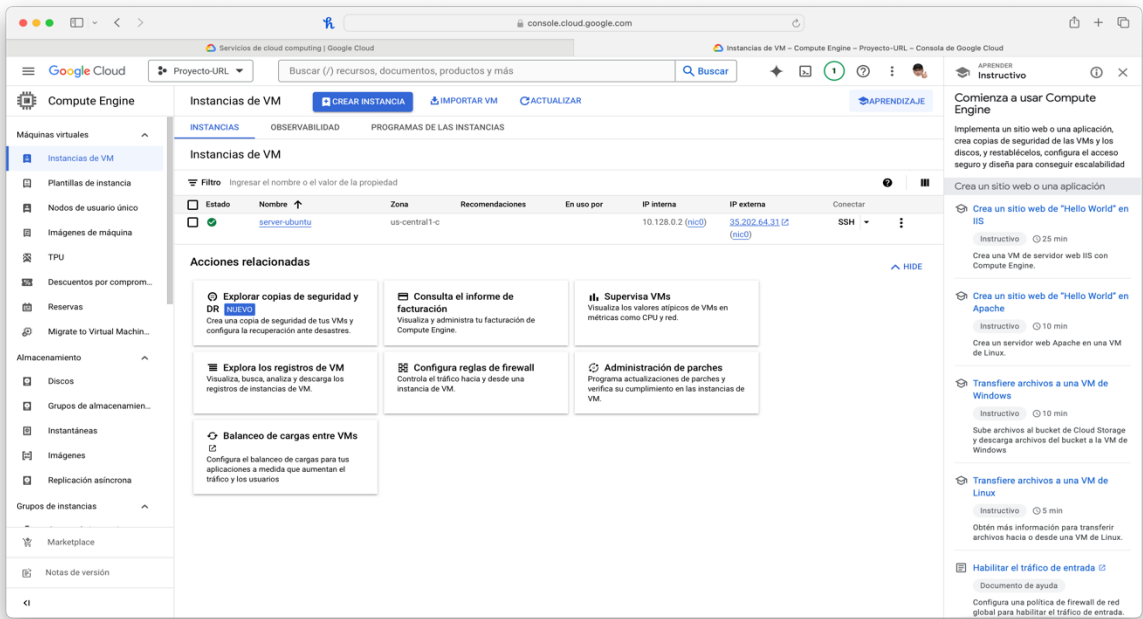 console.cloud.google.com
Servicios de cloud computing | Google Cloud
Instancias de VM – Compute Engine – Proyecto-URL – Consola de Google Cloud
Google Cloud
Proyecto-URL
Buscar (/) recursos, documentos, productos y más
Buscar
1
APRENDER
Instructivo
Compute Engine
Máquinas virtuales
Instancias de VM
Plantillas de instancia
Nodos de usuario único
Imágenes de máquina
TPU
Descuentos por comprom...
Reservas
Migrate to Virtual Machin...
Almacenamiento
Discos
Grupos de almacenamien...
Instantáneas
Imágenes
Replicación asíncrona
Grupos de instancias
Marketplace
Notas de versión
Instancias de VM
CREAR INSTANCIA
IMPORTAR VM
ACTUALIZAR
APRENDIZAJE
INSTANCIAS
OBSERVABILIDAD
PROGRAMAS DE LAS INSTANCIAS
Instancias de VM
Filtro Ingresar el nombre o el valor de la propiedad
Estado Nombre Zona Recomendaciones En uso por IP interna IP externa Conectar
server-ubuntu us-central1-c 10.128.0.2 (nic0) 35.202.64.31 SSH
(nic0)
Acciones relacionadas
HIDE
Explorar copias de seguridad y
DR NUEVO
Crea una copia de seguridad de tus VMs y
configura la recuperación ante desastres.
Consulta el informe de
facturación
Visualiza y administra tu facturación de
Compute Engine.
Supervisa VMs
Visualiza los valores atípicos de VMs en
métricas como CPU y red.
Explora los registros de VM
Visualiza, busca, analiza y descarga los
registros de instancias de VM.
Configura reglas de firewall
Controla el tráfico hacia y desde una
instancia de VM.
Administración de parches
Programa actualizaciones de parches y
verifica su cumplimiento en las instancias de
VM.
Balanceo de cargas entre VMs
Configura el balanceo de cargas para tus
aplicaciones a medida que aumentan el
tráfico y los usuarios
Comienza a usar Compute
Engine
Implementa un sitio web o una aplicación,
crea copias de seguridad de las VMs y los
discos, y restablécelos, configura el acceso
seguro y diseña para conseguir escalabilidad
Crea un sitio web o una aplicación
Crea un sitio web de "Hello World" en
IIS
Instructivo 25 min
Crea una VM de servidor web IIS con
Compute Engine.
Crea un sitio web de "Hello World" en
Apache
Instructivo 10 min
Crea un servidor web Apache en una VM
de Linux.
Transfiere archivos a una VM de
Windows
Instructivo 10 min
Sube archivos al bucket de Cloud Storage
y descarga archivos del bucket a la VM de
Windows
Transfiere archivos a una VM de
Linux
Instructivo 5 min
Obtén más información para transferir
archivos hacia o desde una VM de Linux.
Habilitar el tráfico de entrada
Documento de ayuda
Configura una política de firewall de red
global para habilitar el tráfico de entrada.